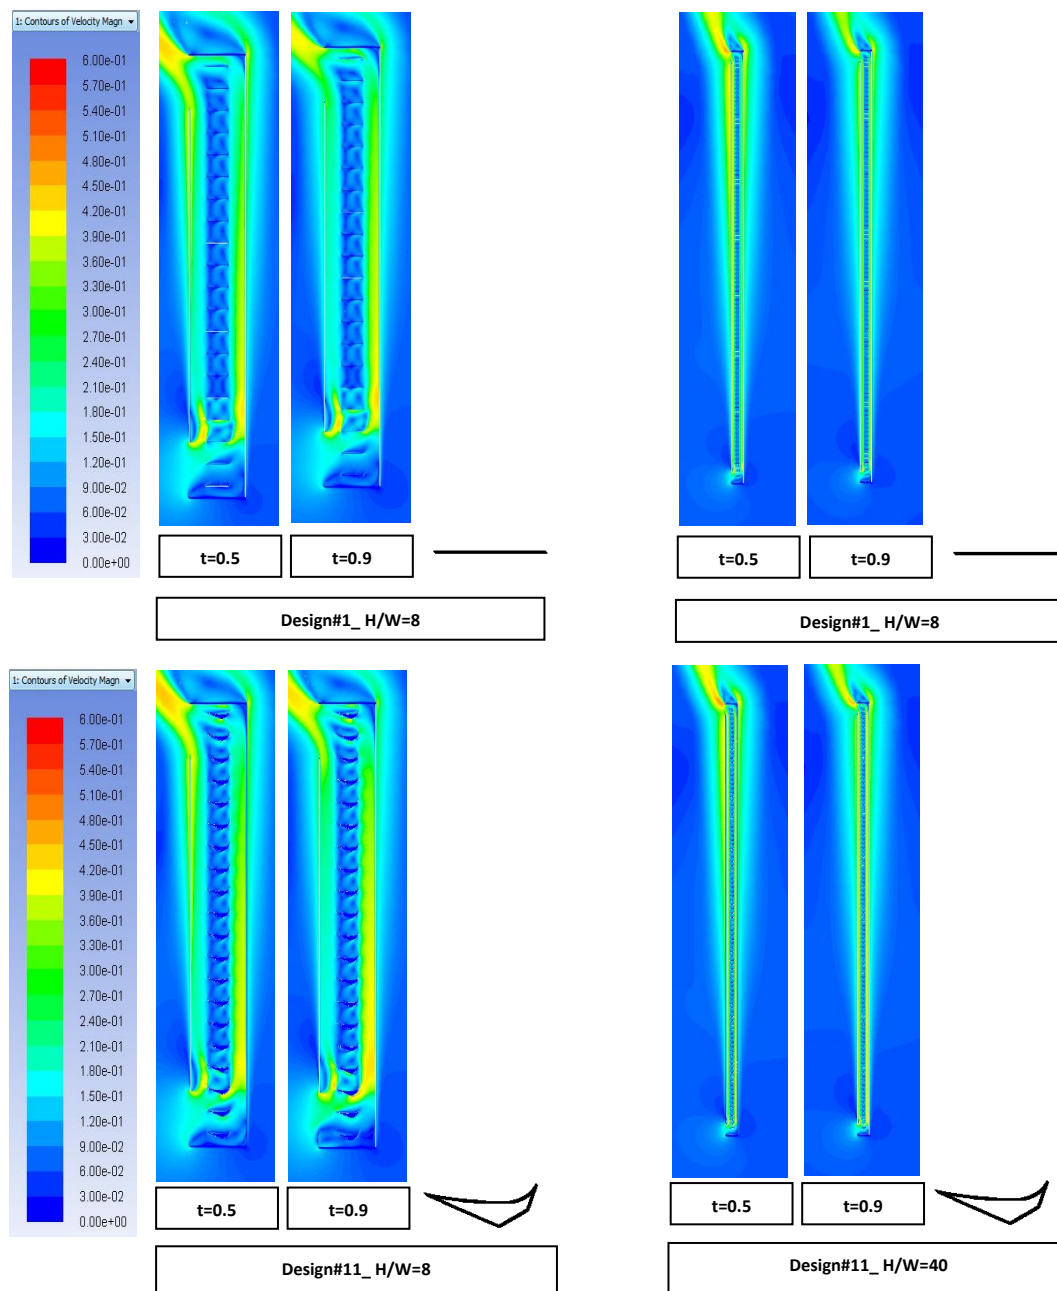 1: Contours of Velocity Magn
6.00e-01
5.70e-01
5.40e-01
5.10e-01
4.80e-01
4.50e-01
4.20e-01
3.90e-01
3.60e-01
3.30e-01
3.00e-01
2.70e-01
2.40e-01
2.10e-01
1.80e-01
1.50e-01
1.20e-01
9.00e-02
6.00e-02
3.00e-02
0.00e+00
t=0.5
t=0.9
t=0.5
t=0.9
Design#1_ H/W=8
Design#1_ H/W=8
1: Contours of Velocity Magn
6.00e-01
5.70e-01
5.40e-01
5.10e-01
4.80e-01
4.50e-01
4.20e-01
3.90e-01
3.60e-01
3.30e-01
3.00e-01
2.70e-01
2.40e-01
2.10e-01
1.80e-01
1.50e-01
1.20e-01
9.00e-02
6.00e-02
3.00e-02
0.00e+00
t=0.5
t=0.9
t=0.5
t=0.9
Design#11_ H/W=8
Design#11_ H/W=40